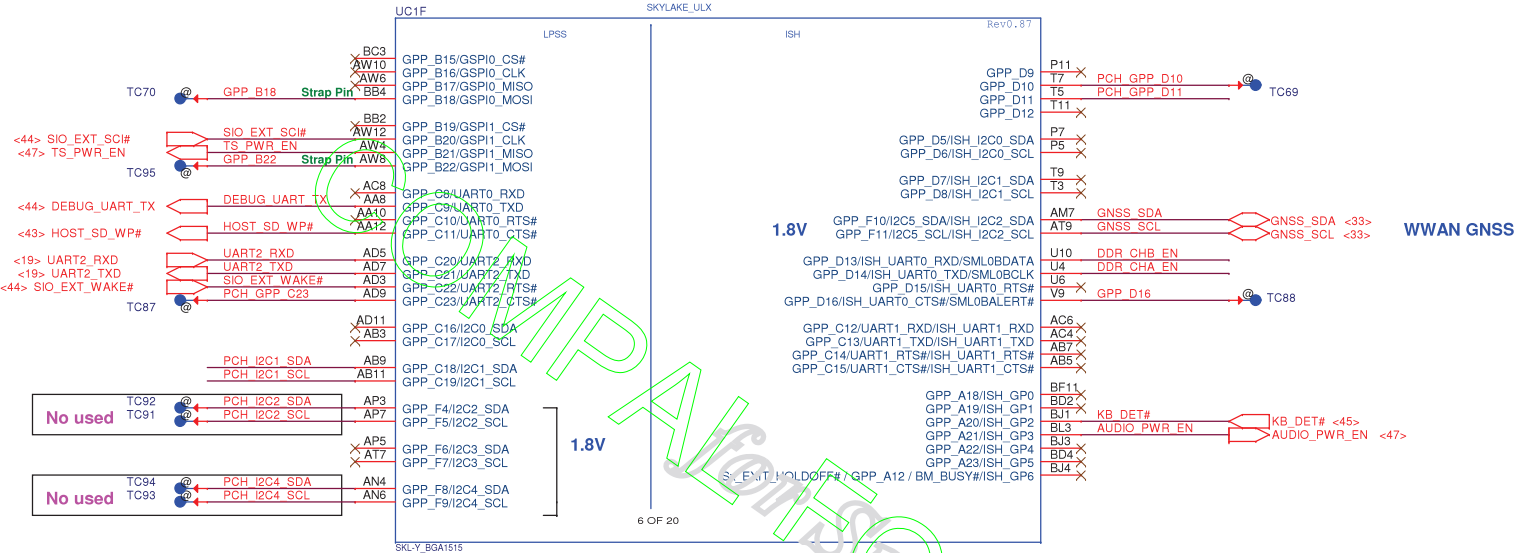 UC1F
SKYLAKE_ULX
Rev0.87
LPSS
ISH
BC3
GPP_B15/GSPI0_CS#
AW10
GPP_B16/GSPI0_CLK
AW6
GPP_B17/GSPI0_MISO
TC70
@
GPP_B18
Strap Pin
BB4
GPP_B18/GSPI0_MOSI
BB2
GPP_B19/GSPI1_CS#
<44> SIO_EXT_SCI#
SIO_EXT_SCI#
AW12
GPP_B20/GSPI1_CLK
<47> TS_PWR_EN
TS_PWR_EN
AW4
GPP_B21/GSPI1_MISO
TC95
@
GPP_B22
Strap Pin
AW8
GPP_B22/GSPI1_MOSI
AC8
GPP_C8/UART0_RXD
<44> DEBUG_UART_TX
DEBUG_UART_TX
AA8
GPP_C9/UART0_TXD
AA10
GPP_C10/UART0_RTS#
<43> HOST_SD_WP#
HOST_SD_WP#
AA12
GPP_C11/UART0_CTS#
<19> UART2_RXD
UART2_RXD
AD5
GPP_C20/UART2_RXD
<19> UART2_TXD
UART2_TXD
AD7
GPP_C21/UART2_TXD
<44> SIO_EXT_WAKE#
SIO_EXT_WAKE#
AD3
GPP_C22/UART2_RTS#
TC87
@
PCH_GPP_C23
AD9
GPP_C23/UART2_CTS#
AD11
GPP_C16/I2C0_SDA
AB3
GPP_C17/I2C0_SCL
PCH_I2C1_SDA
AB9
GPP_C18/I2C1_SDA
PCH_I2C1_SCL
AB11
GPP_C19/I2C1_SCL
No used
TC92
@
PCH_I2C2_SDA
AP3
GPP_F4/I2C2_SDA
TC91
@
PCH_I2C2_SCL
AP7
GPP_F5/I2C2_SCL
AP5
GPP_F6/I2C3_SDA
AT7
GPP_F7/I2C3_SCL
1.8V
No used
TC94
@
PCH_I2C4_SDA
AN4
GPP_F8/I2C4_SDA
TC93
@
PCH_I2C4_SCL
AN6
GPP_F9/I2C4_SCL
GPP_D9
P11
GPP_D10
T7
PCH_GPP_D10
@
TC69
GPP_D11
T5
PCH_GPP_D11
GPP_D12
T11
GPP_D5/ISH_I2C0_SDA
P7
GPP_D6/ISH_I2C0_SCL
P5
GPP_D7/ISH_I2C1_SDA
T9
GPP_D8/ISH_I2C1_SCL
T3
1.8V
GPP_F10/I2C5_SDA/ISH_I2C2_SDA
AM7
GNSS_SDA
GNSS_SDA <33>
GPP_F11/I2C5_SCL/ISH_I2C2_SCL
AT9
GNSS_SCL
GNSS_SCL <33>
WWAN GNSS
GPP_D13/ISH_UART0_RXD/SML0BDATA
U10
DDR_CHB_EN
GPP_D14/ISH_UART0_TXD/SML0BCLK
U4
DDR_CHA_EN
GPP_D15/ISH_UART0_RTS#
U6
GPP_D16/ISH_UART0_CTS#/SML0BALERT#
V9
GPP_D16
@
TC88
GPP_C12/UART1_RXD/ISH_UART1_RXD
AC6
GPP_C13/UART1_TXD/ISH_UART1_TXD
AC4
GPP_C14/UART1_RTS#/ISH_UART1_RTS#
AB7
GPP_C15/UART1_CTS#/ISH_UART1_CTS#
AB5
GPP_A18/ISH_GP0
BF11
GPP_A19/ISH_GP1
BD2
GPP_A20/ISH_GP2
BJ1
KB_DET#
KB_DET# <45>
GPP_A21/ISH_GP3
BL3
AUDIO_PWR_EN
AUDIO_PWR_EN <47>
GPP_A22/ISH_GP4
BJ3
GPP_A23/ISH_GP5
BD4
GPP_A12 / BM_BUSY#/ISH_GP6
BJ4
6 OF 20
SKL-Y_BGA1515
COMPAL
for